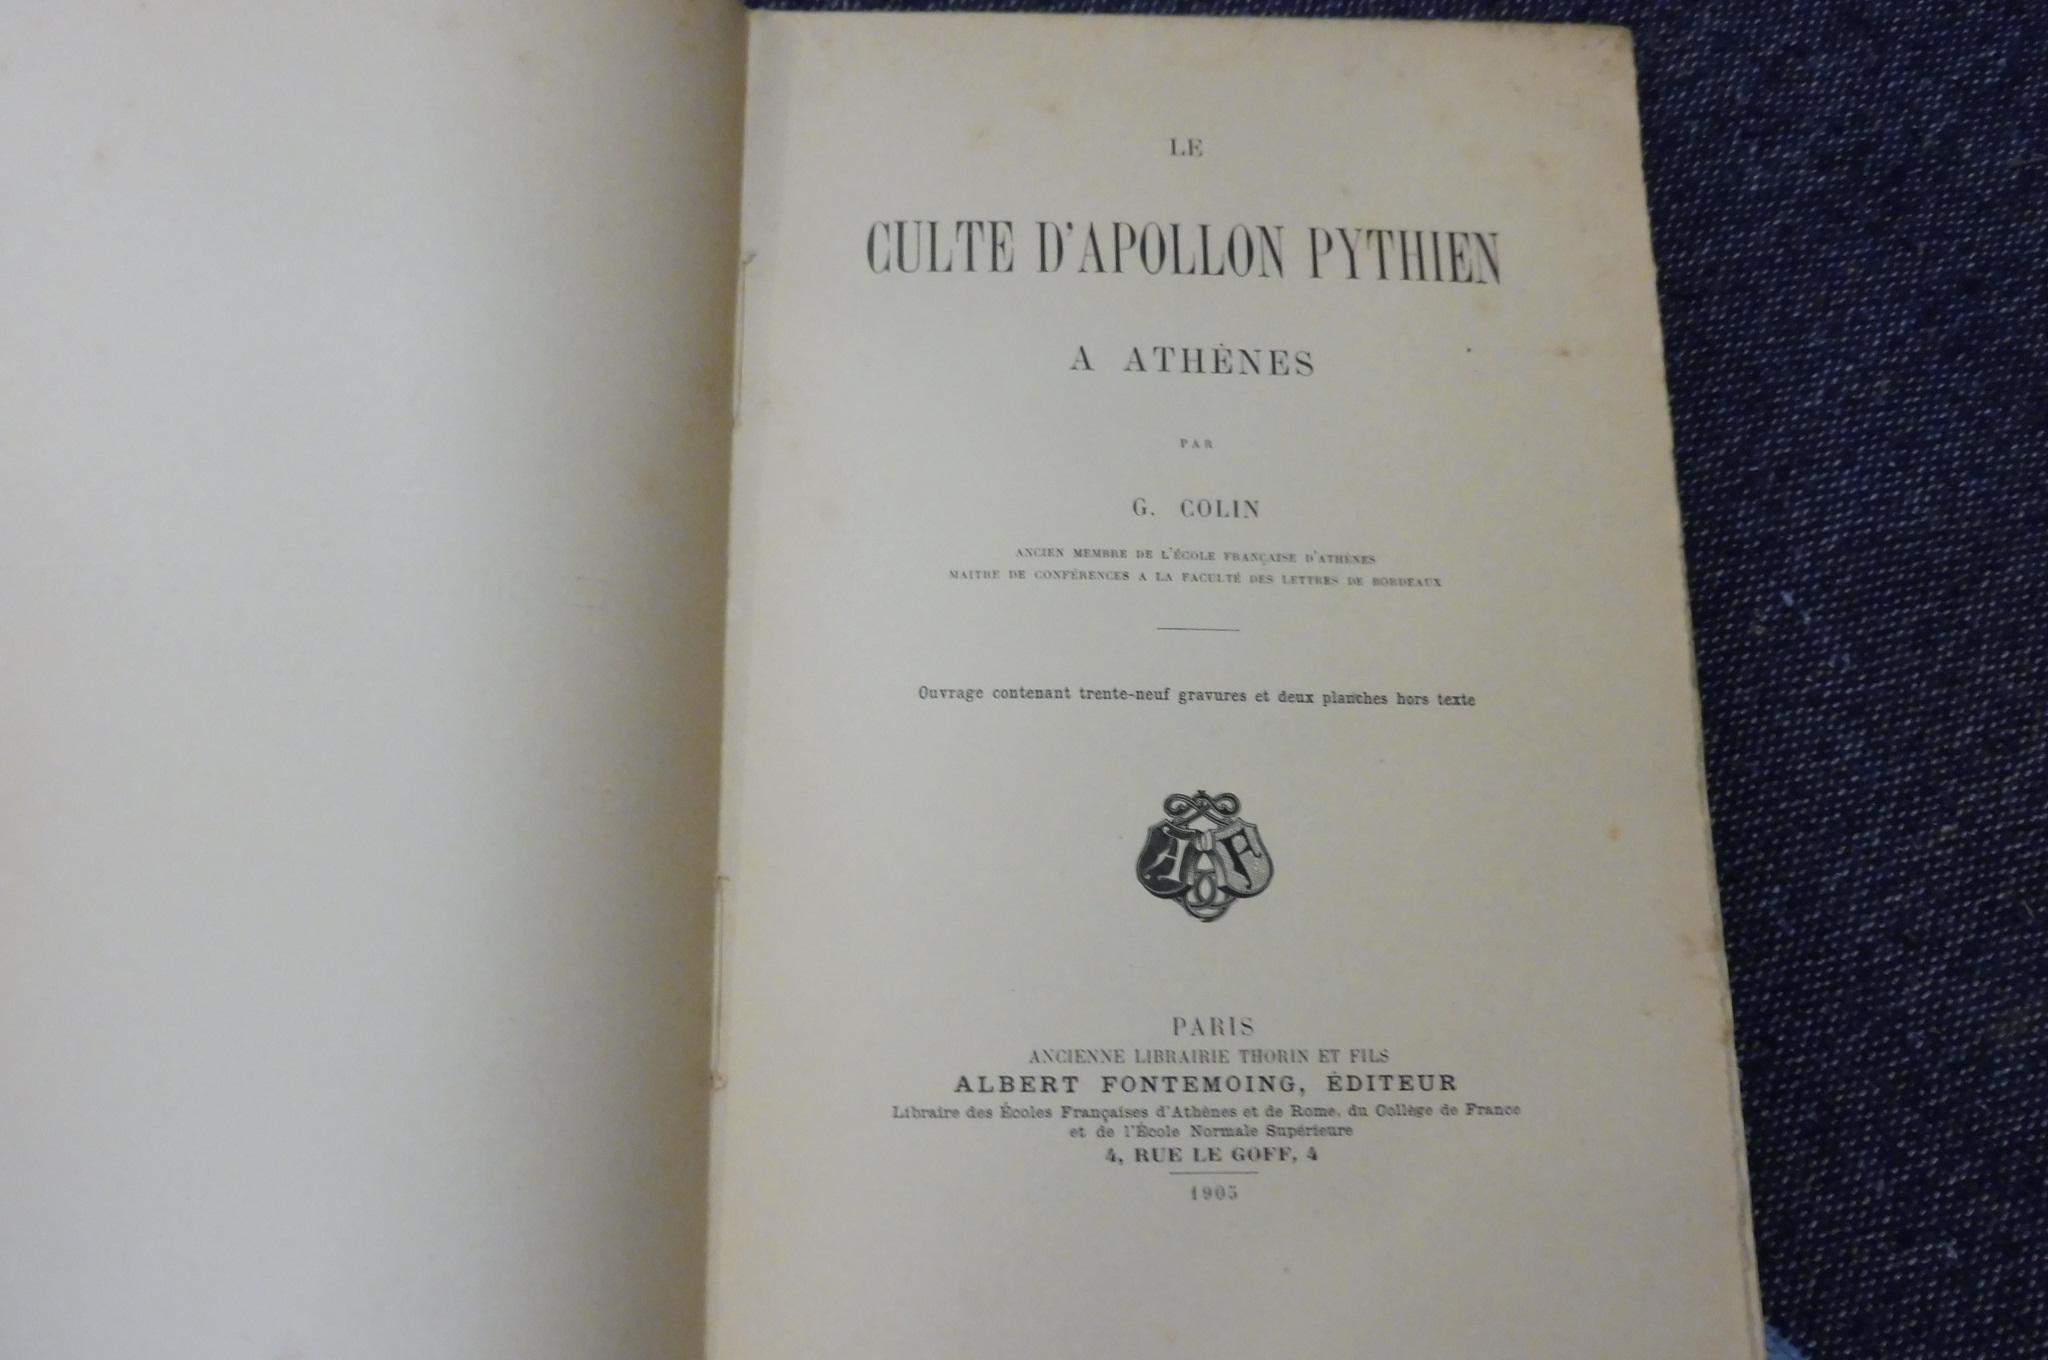 LE
CULTE D'APOLLON PYTHIEN
A ATHÈNES
PAR
G. COLIN
ANCIEN MEMBRE DE L'ÉCOLE FRANÇAISE D'ATHÈNES
MAITRE DE CONFÉRENCES A LA FACULTÉ DES LETTRES DE BORDEAUX
Ouvrage contenant trente-neuf gravures et deux planches hors texte
A F
PARIS
ANCIENNE LIBRAIRIE THORIN ET FILS
ALBERT FONTEMOING, ÉDITEUR
Libraire des Écoles Françaises d'Athènes et de Rome, du Collège de France
et de l'École Normale Supérieure
4, RUE LE GOFF, 4
1905